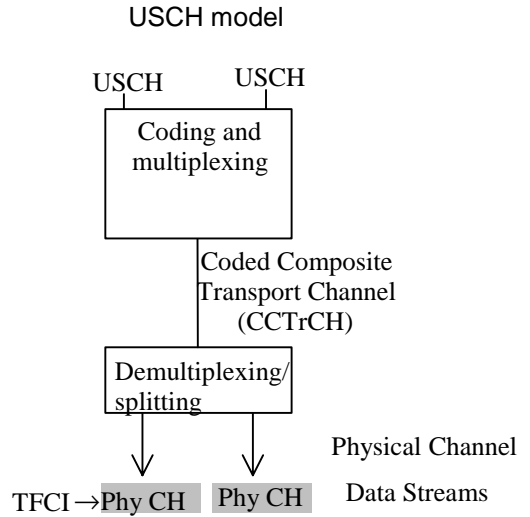 USCH model
USCH USCH
Coding and
multiplexing
Coded Composite
Transport Channel
(CCTrCH)
Demultiplexing/
splitting
Physical Channel
Data Streams
TFCI → Phy CH Phy CH